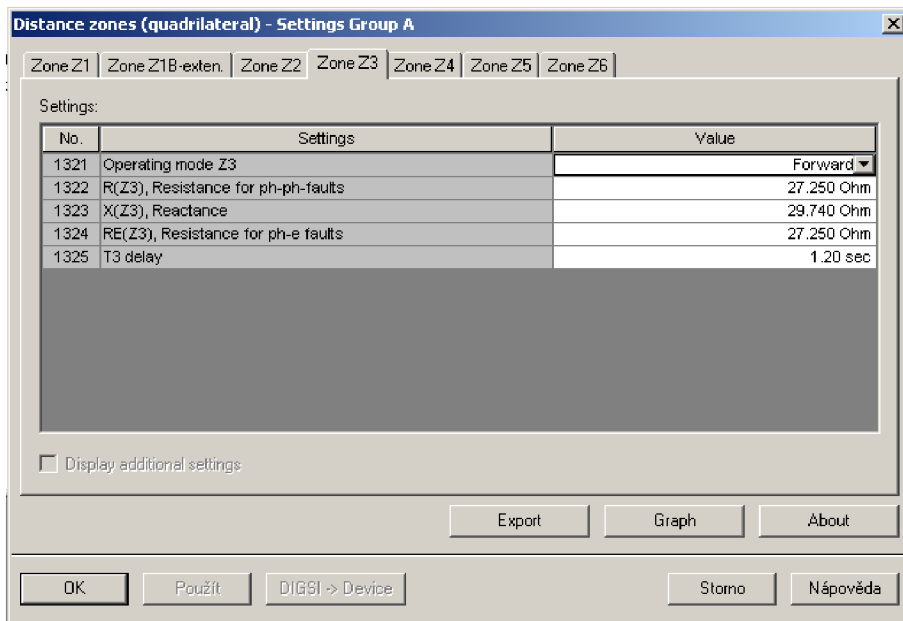 Distance zones (quadrilateral) - Settings Group A
Zone Z1 Zone Z1B-exten. Zone Z2 Zone Z3 Zone Z4 Zone Z5 Zone Z6
Settings:
No. Settings Value
1321 Operating mode Z3 Forward
1322 R(Z3), Resistance for ph-ph-faults 27.250 Ohm
1323 X(Z3), Reactance 29.740 Ohm
1324 RE(Z3), Resistance for ph-e faults 27.250 Ohm
1325 T3 delay 1.20 sec
Display additional settings
Export Graph About
OK Použít DIGSI -> Device Storno Nápověda